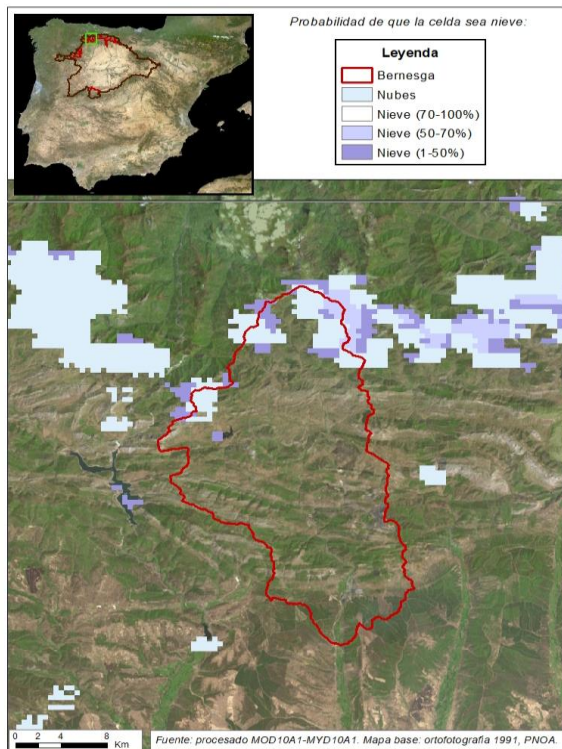 Probabilidad de que la celda sea nieve:
Leyenda
Bernesga
Nubes
Nieve (70-100%)
Nieve (50-70%)
Nieve (1-50%)
0 2 4 8
Km
Fuente: procesado MOD10A1-MYD10A1. Mapa base: ortofotografía 1991, PNOA.